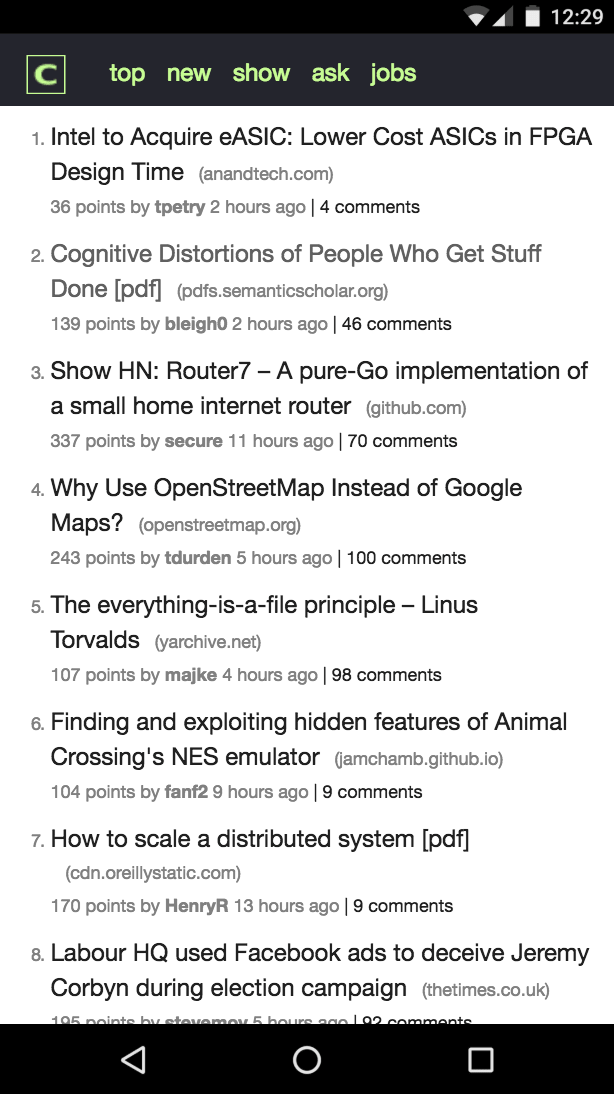 12:29
C top new show ask jobs
1. Intel to Acquire eASIC: Lower Cost ASICs in FPGA
Design Time (anandtech.com)
36 points by tpetry 2 hours ago | 4 comments
2. Cognitive Distortions of People Who Get Stuff
Done [pdf] (pdfs.semanticscholar.org)
139 points by bleigh0 2 hours ago | 46 comments
3. Show HN: Router7 – A pure-Go implementation of
a small home internet router (github.com)
337 points by secure 11 hours ago | 70 comments
4. Why Use OpenStreetMap Instead of Google
Maps? (openstreetmap.org)
243 points by tdurden 5 hours ago | 100 comments
5. The everything-is-a-file principle – Linus
Torvalds (yarchive.net)
107 points by majke 4 hours ago | 98 comments
6. Finding and exploiting hidden features of Animal
Crossing's NES emulator (jamchamb.github.io)
104 points by fanf2 9 hours ago | 9 comments
7. How to scale a distributed system [pdf]
(cdn.oreillystatic.com)
170 points by HenryR 13 hours ago | 9 comments
8. Labour HQ used Facebook ads to deceive Jeremy
Corbyn during election campaign (thetimes.co.uk)
195 points by stevemoy 5 hours ago | 92 comments